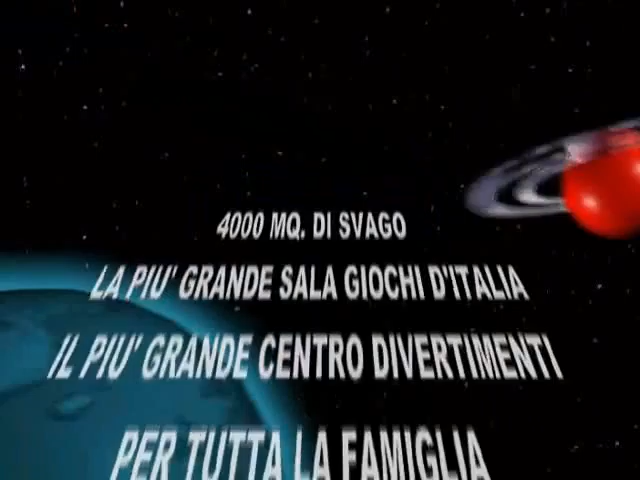 4000 MQ. DI SVAGO
LA PIU' GRANDE SALA GIOCHI D'ITALIA
IL PIU' GRANDE CENTRO DIVERTIMENTI
PER TUTTA LA FAMIGLIA